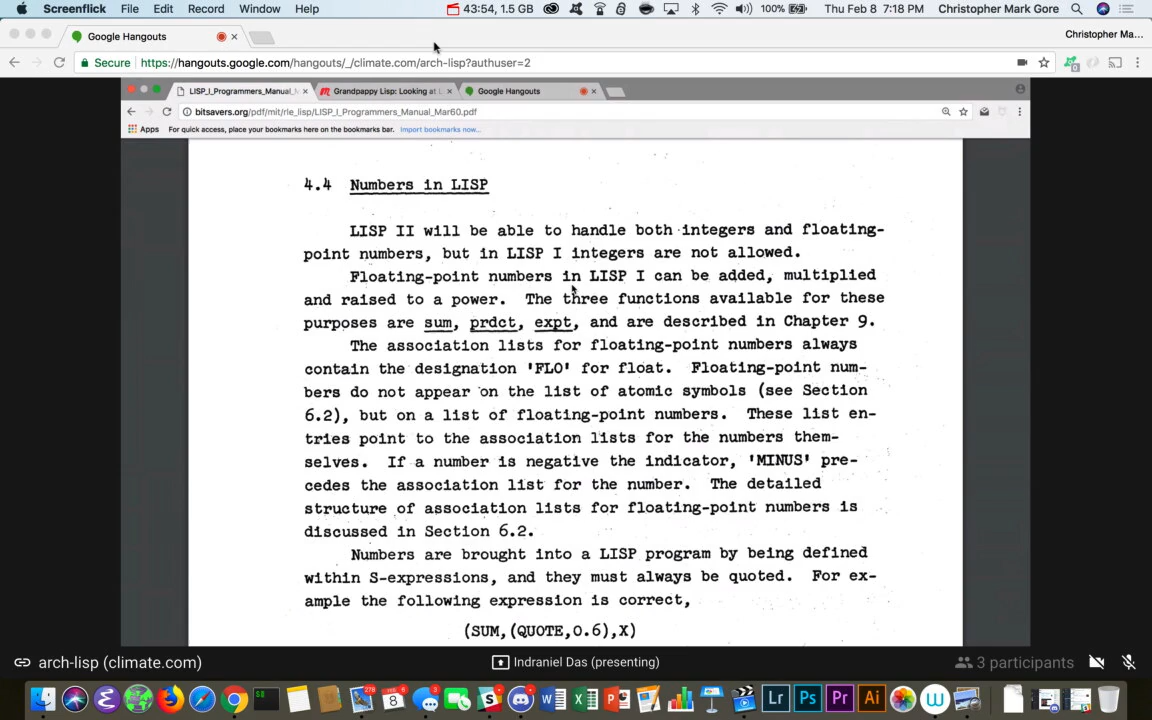 Screenflick File Edit Record Window Help 43:54, 1.5 GB 100% Thu Feb 8 7:18 PM Christopher Mark Gore
Google Hangouts Christopher Ma...
Secure https://hangouts.google.com/hangouts/_/climate.com/arch-lisp?authuser=2
LISP_I_Programmers_Manual_ Grandpappy Lisp: Looking at L Google Hangouts
bitsavers.org/pdf/mit/rle_lisp/LISP_I_Programmers_Manual_Mar60.pdf
Apps For quick access, place your bookmarks here on the bookmarks bar. Import bookmarks now...
4.4 Numbers in LISP
LISP II will be able to handle both integers and floating-
point numbers, but in LISP I integers are not allowed.
Floating-point numbers in LISP I can be added, multiplied
and raised to a power. The three functions available for these
purposes are sum, prdct, expt, and are described in Chapter 9.
The association lists for floating-point numbers always
contain the designation 'FLO' for float. Floating-point num-
bers do not appear on the list of atomic symbols (see Section
6.2), but on a list of floating-point numbers. These list en-
tries point to the association lists for the numbers them-
selves. If a number is negative the indicator, 'MINUS' pre-
cedes the association list for the number. The detailed
structure of association lists for floating-point numbers is
discussed in Section 6.2.
Numbers are brought into a LISP program by being defined
within S-expressions, and they must always be quoted. For ex-
ample the following expression is correct,
(SUM,(QUOTE,0.6),X)
arch-lisp (climate.com) Indraniel Das (presenting) 3 participants
278 8 3 Lr Ps Pr Ai